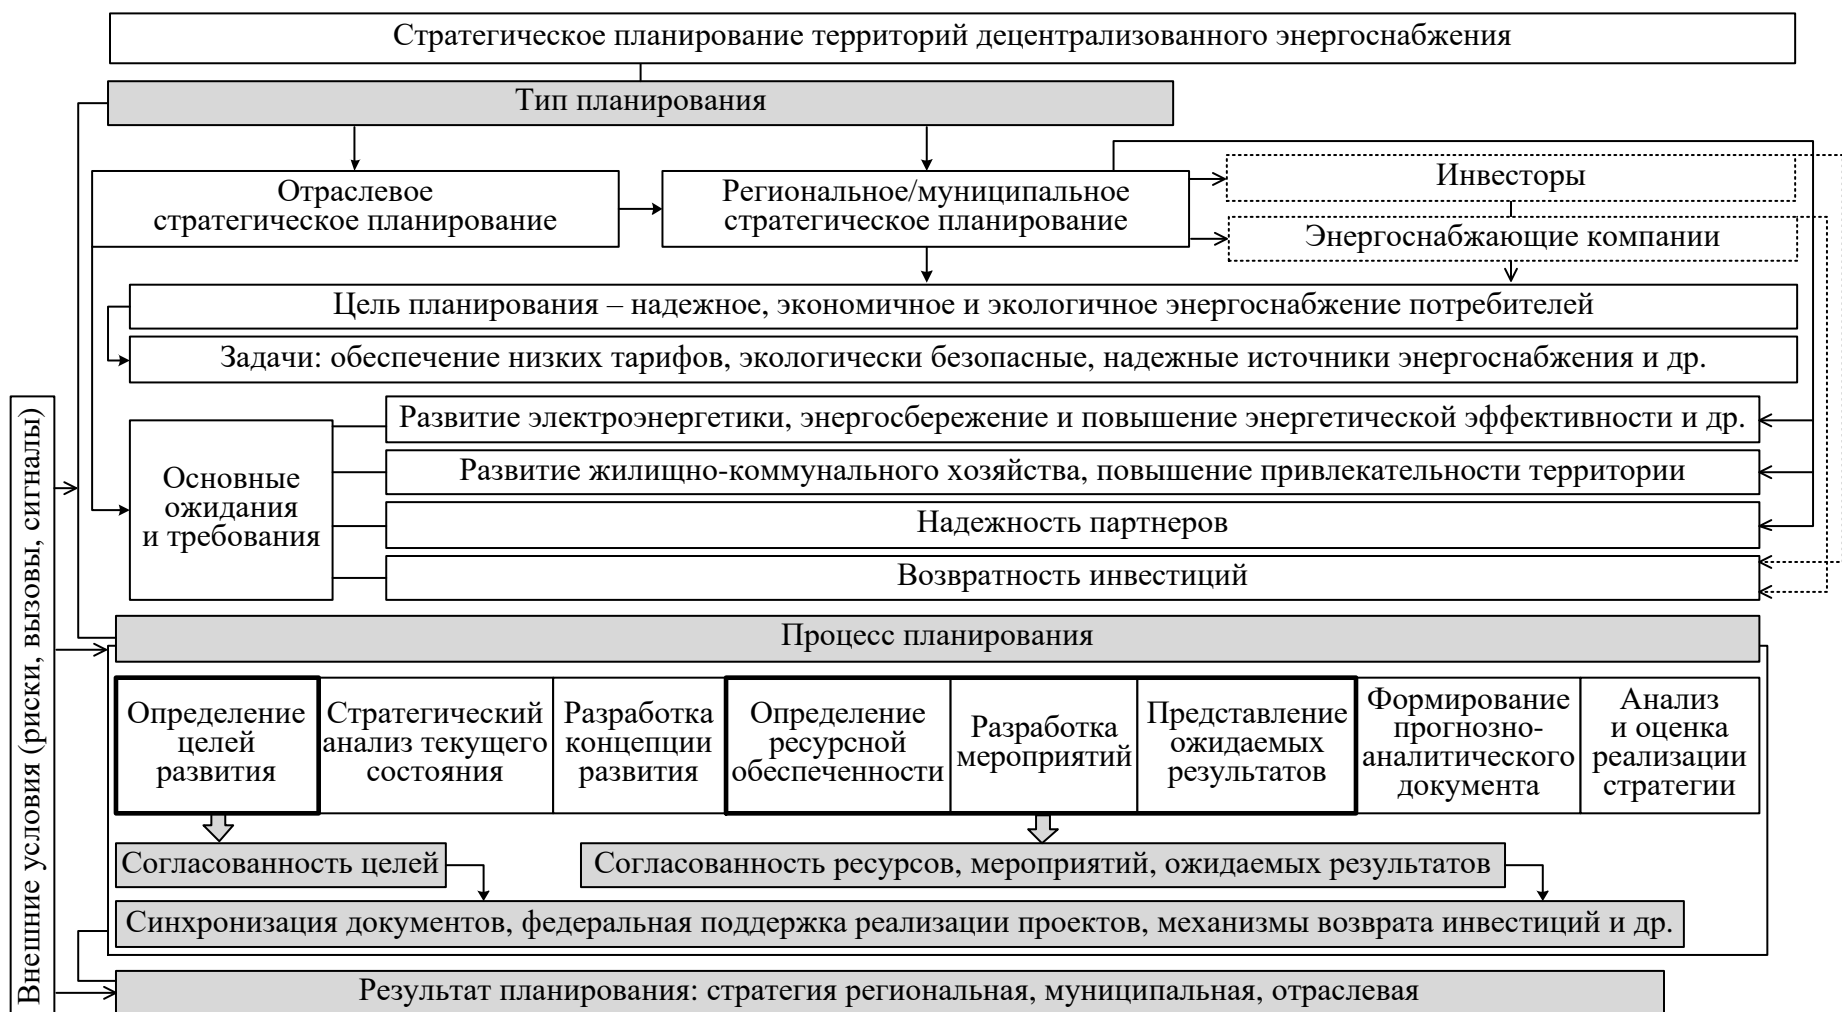 Стратегическое планирование территорий децентрализованного энергоснабжения
Тип планирования
Отраслевое
стратегическое планирование
Региональное/муниципальное
стратегическое планирование
Инвесторы
Энергоснабжающие компании
Цель планирования – надежное, экономичное и экологичное энергоснабжение потребителей
Задачи: обеспечение низких тарифов, экологически безопасные, надежные источники энергоснабжения и др.
Внешние условия (риски, вызовы, сигналы)
Основные
ожидания
и требования
Развитие электроэнергетики, энергосбережение и повышение энергетической эффективности и др.
Развитие жилищно-коммунального хозяйства, повышение привлекательности территории
Надежность партнеров
Возвратность инвестиций
Процесс планирования
Определение
целей
развития
Стратегический
анализ текущего
состояния
Разработка
концепции
развития
Определение
ресурсной
обеспеченности
Разработка
мероприятий
Представление
ожидаемых
результатов
Формирование
прогнозно-
аналитического
документа
Анализ
и оценка
реализации
стратегии
Согласованность целей
Согласованность ресурсов, мероприятий, ожидаемых результатов
Синхронизация документов, федеральная поддержка реализации проектов, механизмы возврата инвестиций и др.
Результат планирования: стратегия региональная, муниципальная, отраслевая